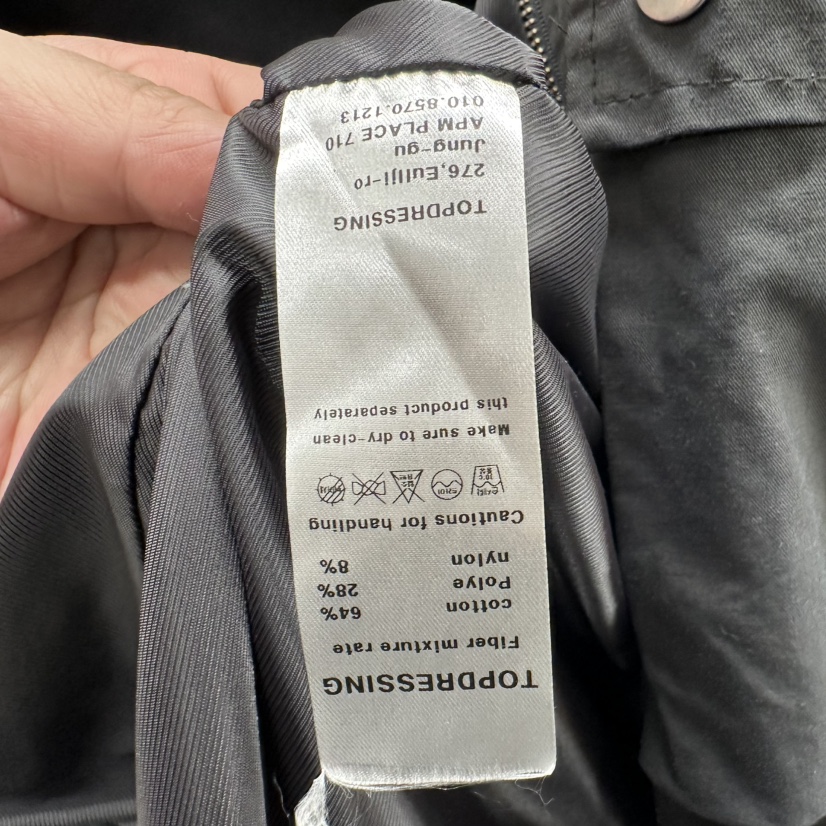 TOPDRESSING
Fiber mixture rate
cotton 64%
Polye 28%
nylon 8%
Cautions for handling
Make sure to dry-clean
this product separately
TOPDRESSING
276,Eulji-ro
Jung-gu
APM PLACE 710
010.8570.1213